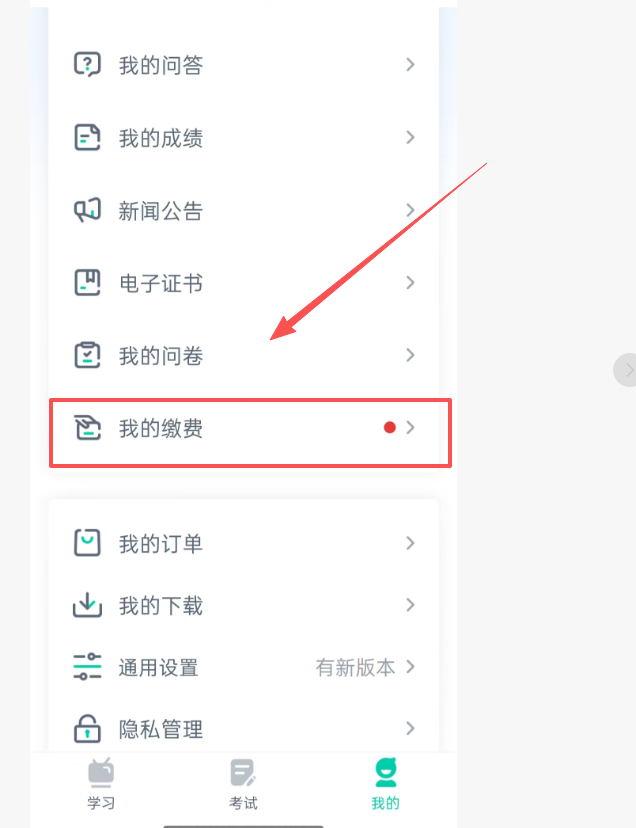 我的问答
我的成绩
新闻公告
电子证书
我的问卷
我的缴费
我的订单
我的下载
通用设置 有新版本
隐私管理
学习 考试 我的